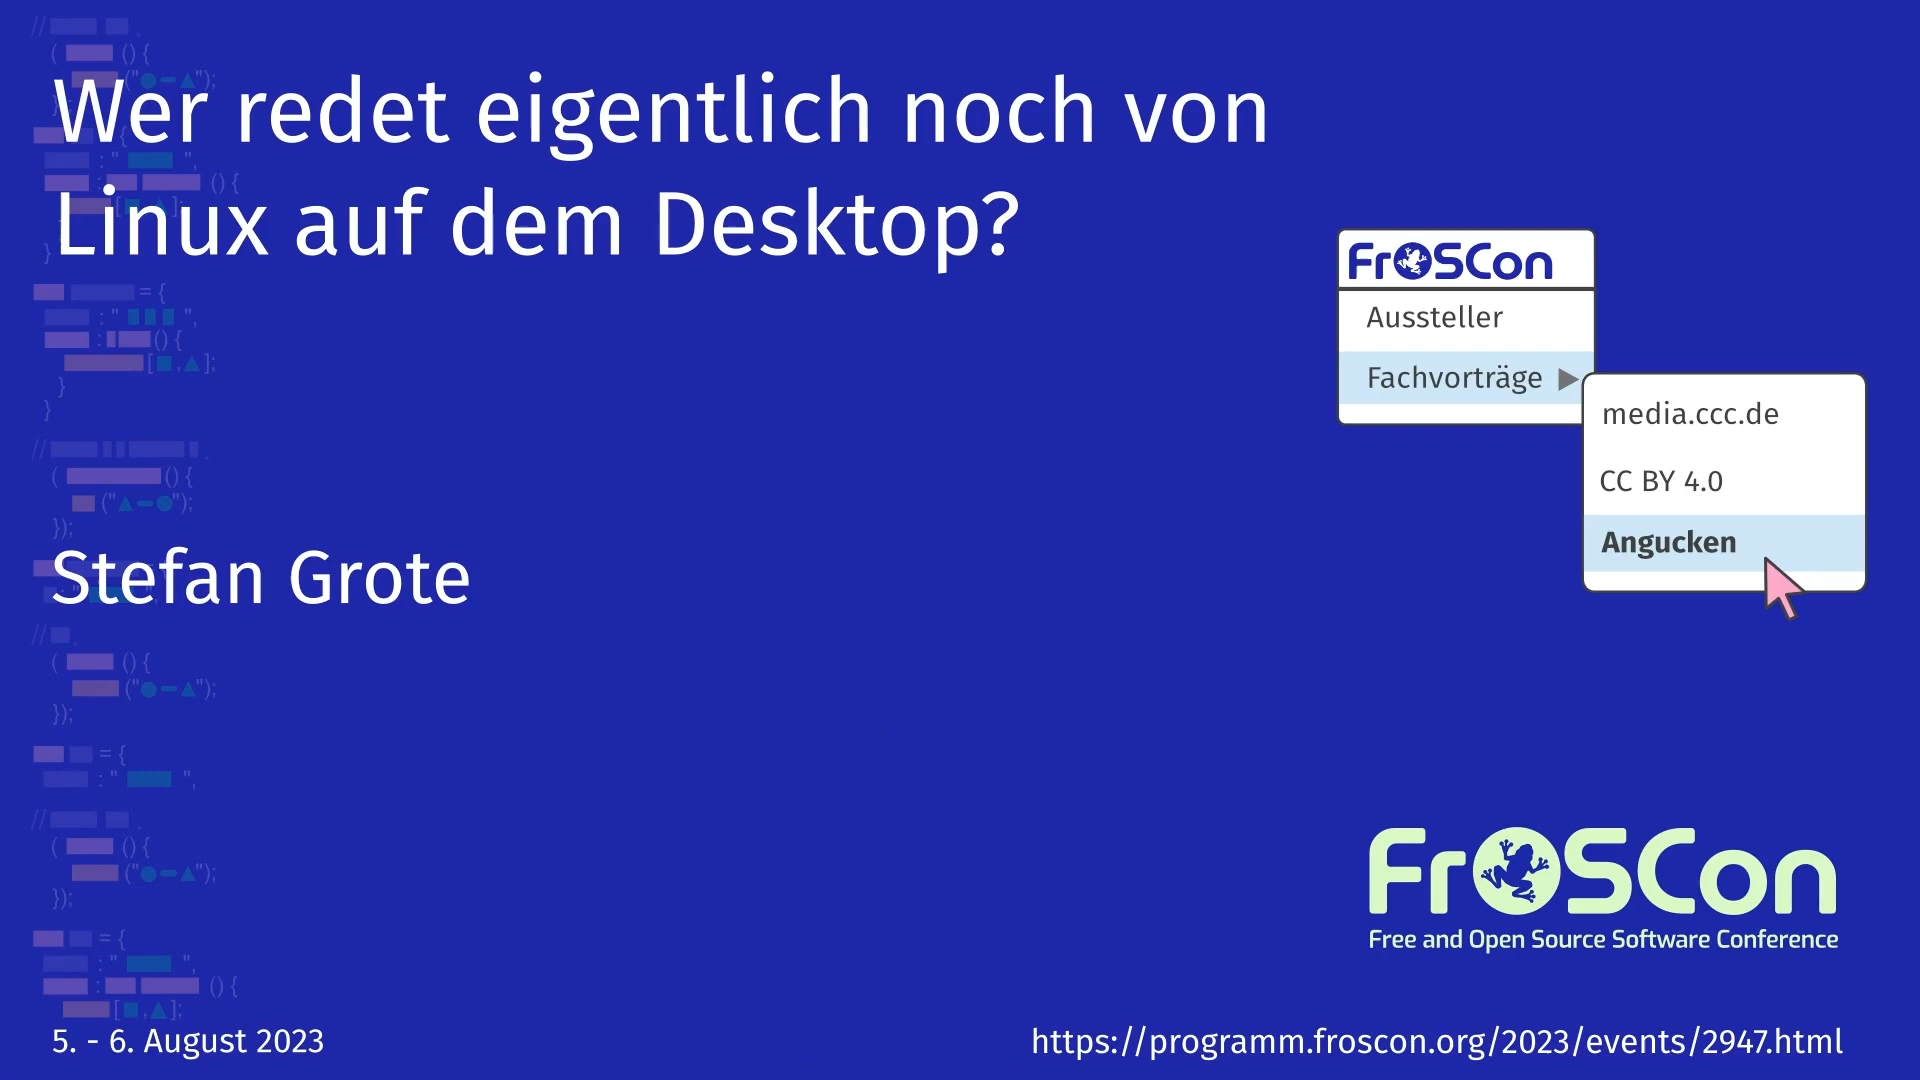 Wer redet eigentlich noch von
Linux auf dem Desktop?
FrOSCon
Aussteller
Fachvorträge
media.ccc.de
CC BY 4.0
Angucken
Stefan Grote
FrOSCon
Free and Open Source Software Conference
5. - 6. August 2023
https://programm.froscon.org/2023/events/2947.html